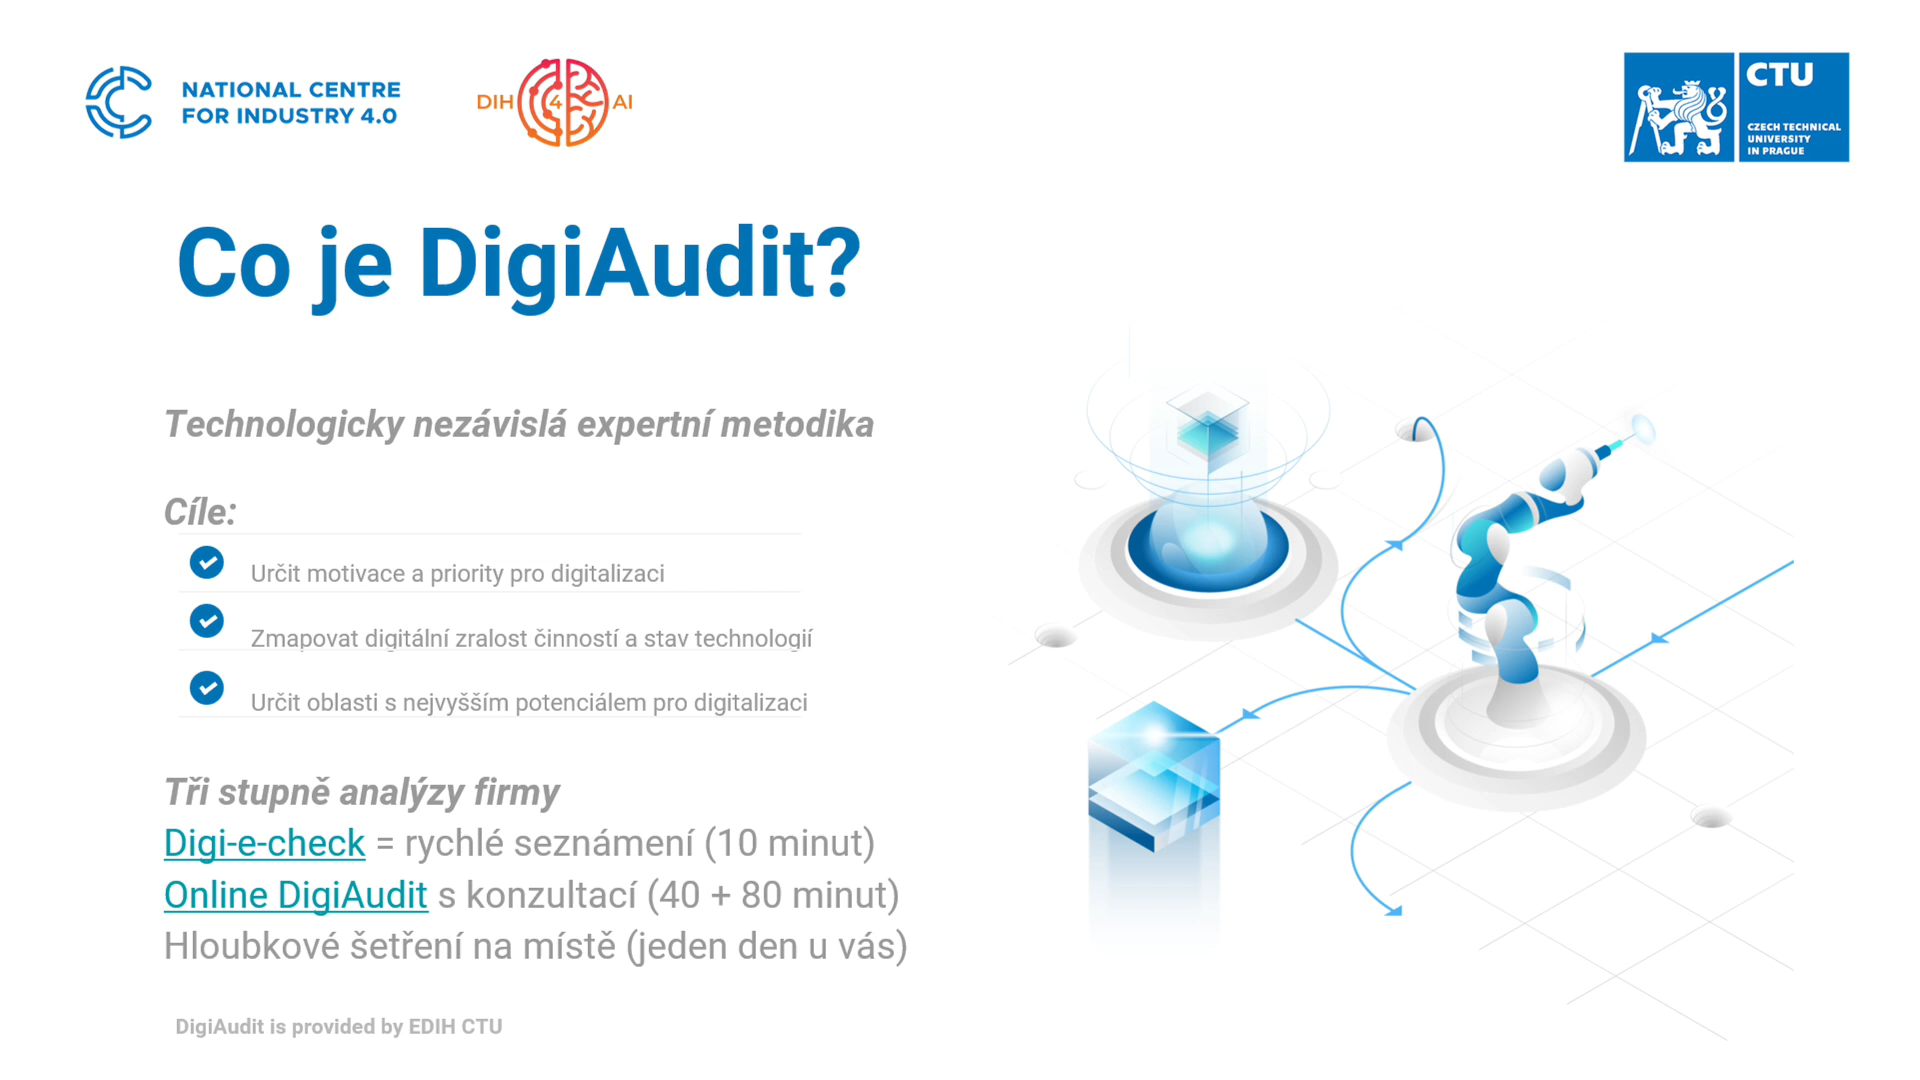 NATIONAL CENTRE
FOR INDUSTRY 4.0
DIH 4 AI
CTU
CZECH TECHNICAL
UNIVERSITY
IN PRAGUE
Co je DigiAudit?
Technologicky nezávislá expertní metodika
Cíle:
Určit motivace a priority pro digitalizaci
Zmapovat digitální zralost činností a stav technologií
Určit oblasti s nejvyšším potenciálem pro digitalizaci
Tři stupně analýzy firmy
Digi-e-check = rychlé seznámení (10 minut)
Online DigiAudit s konzultací (40 + 80 minut)
Hloubkové šetření na místě (jeden den u vás)
DigiAudit is provided by EDIH CTU